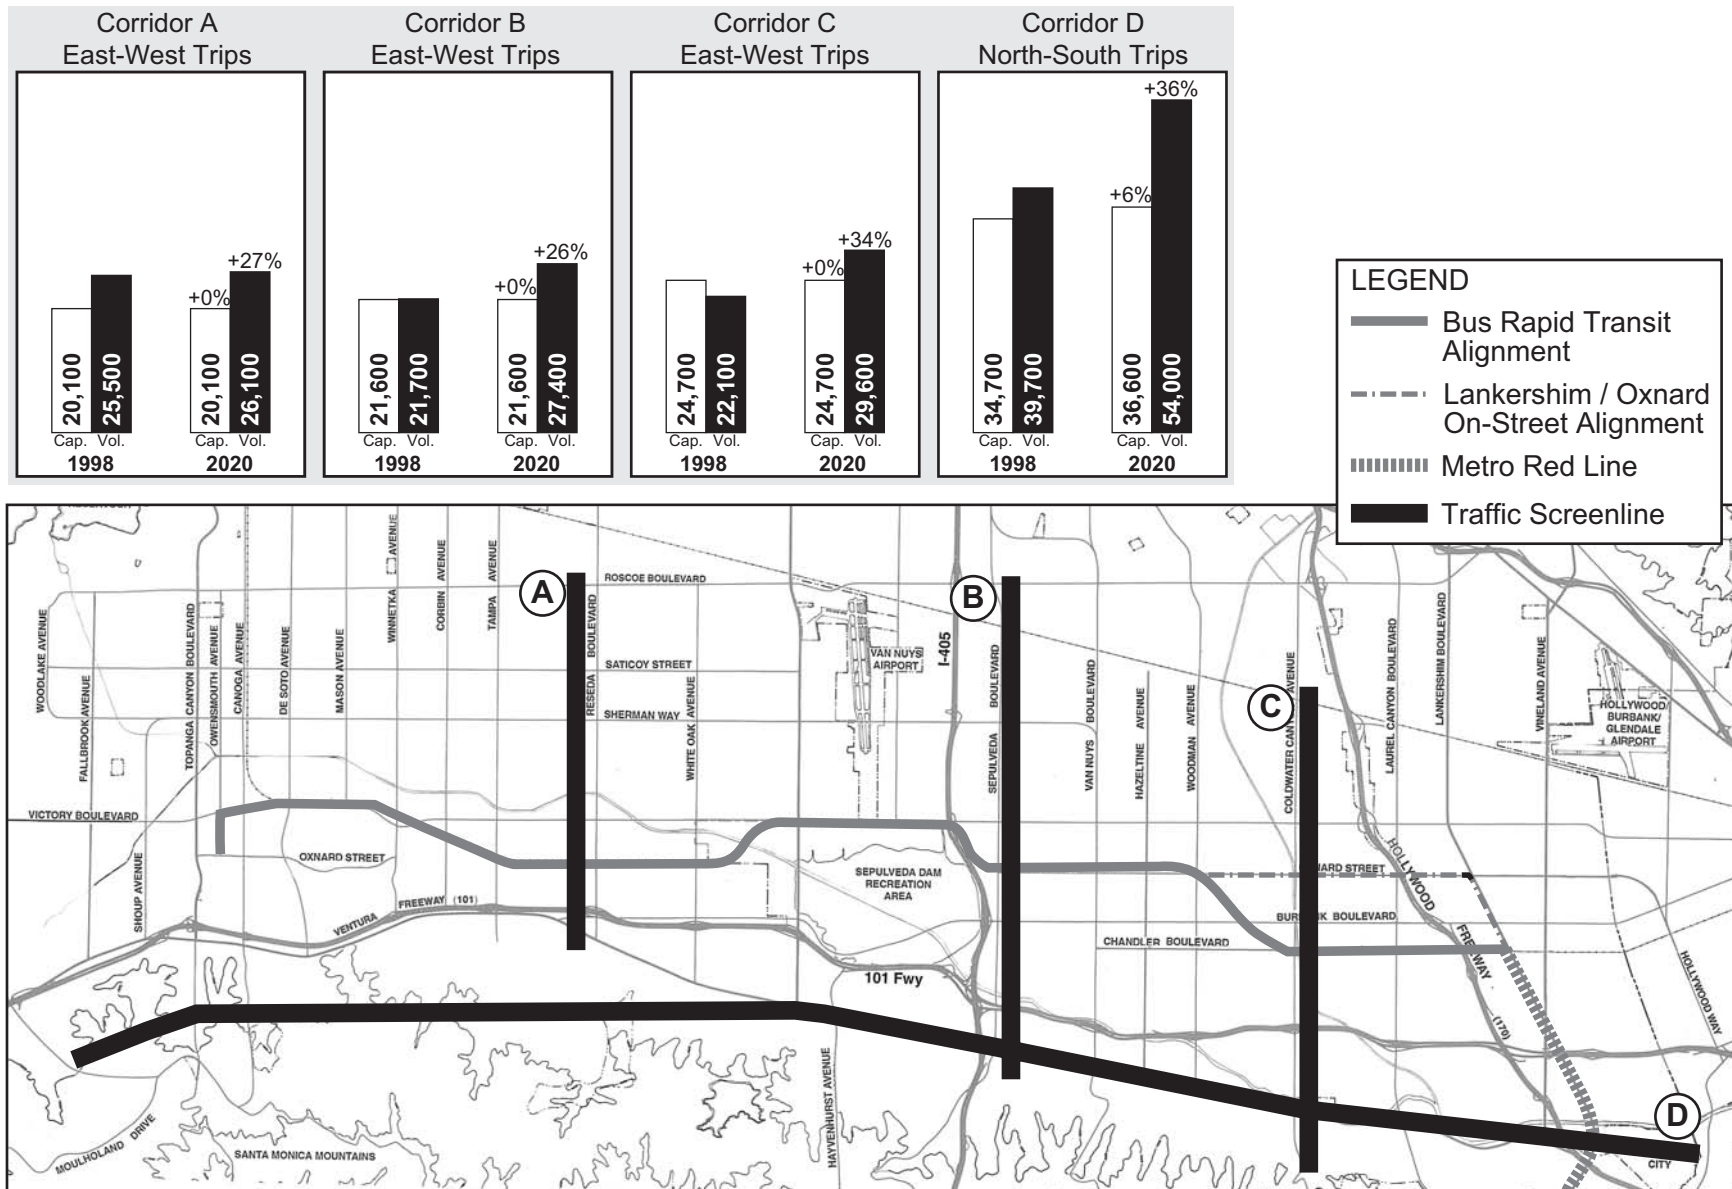 Corridor A
East-West Trips
Corridor B
East-West Trips
Corridor C
East-West Trips
Corridor D
North-South Trips
20,100
25,500
+0%
20,100
+27%
26,100
Cap. Vol.
Cap. Vol.
1998
2020
21,600
21,700
+0%
21,600
+26%
27,400
Cap. Vol.
Cap. Vol.
1998
2020
24,700
22,100
+0%
24,700
+34%
29,600
Cap. Vol.
Cap. Vol.
1998
2020
34,700
39,700
+6%
36,600
+36%
54,000
Cap. Vol.
Cap. Vol.
1998
2020
LEGEND
Bus Rapid Transit
Alignment
Lankershim / Oxnard
On-Street Alignment
Metro Red Line
Traffic Screenline
A
B
C
D
WOODLAKE AVENUE
FALLBROOK AVENUE
SHOUP AVENUE
TOPANGA CANYON BOULEVARD
OWENSMOUTH AVENUE
CANOGA AVENUE
DE SOTO AVENUE
MASON AVENUE
WINNETKA AVENUE
CORBIN AVENUE
TAMPA AVENUE
RESEDA BOULEVARD
WHITE OAK AVENUE
ROSCOE BOULEVARD
SATICOY STREET
SHERMAN WAY
VICTORY BOULEVARD
OXNARD STREET
VENTURA FREEWAY (101)
VAN NUYS
AIRPORT
I-405
SEPULVEDA BOULEVARD
VAN NUYS BOULEVARD
HAZELTINE AVENUE
WOODMAN AVENUE
LAUREL CANYON BOULEVARD
LANKERSHIM BOULEVARD
VINELAND AVENUE
HOLLYWOOD/
BURBANK/
GLENDALE
AIRPORT
SEPULVEDA DAM
RECREATION
AREA
NARD STREET
CHANDLER BOULEVARD
HOLLYWOOD FREEWAY (170)
HOLLYWOOD WAY
101 Fwy
HAYVENHURST AVENUE
MOULHOLAND DRIVE
SANTA MONICA MOUNTAINS
CITY